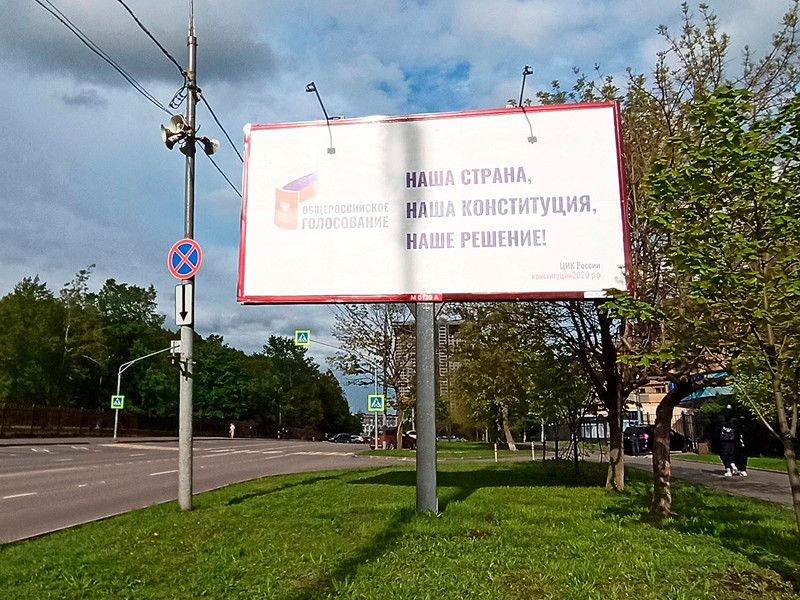 ОБЩЕРОССИЙСКОЕ
ГОЛОСОВАНИЕ
НАША СТРАНА,
НАША КОНСТИТУЦИЯ,
НАШЕ РЕШЕНИЕ!
ЦИК России
конституция2020.рф